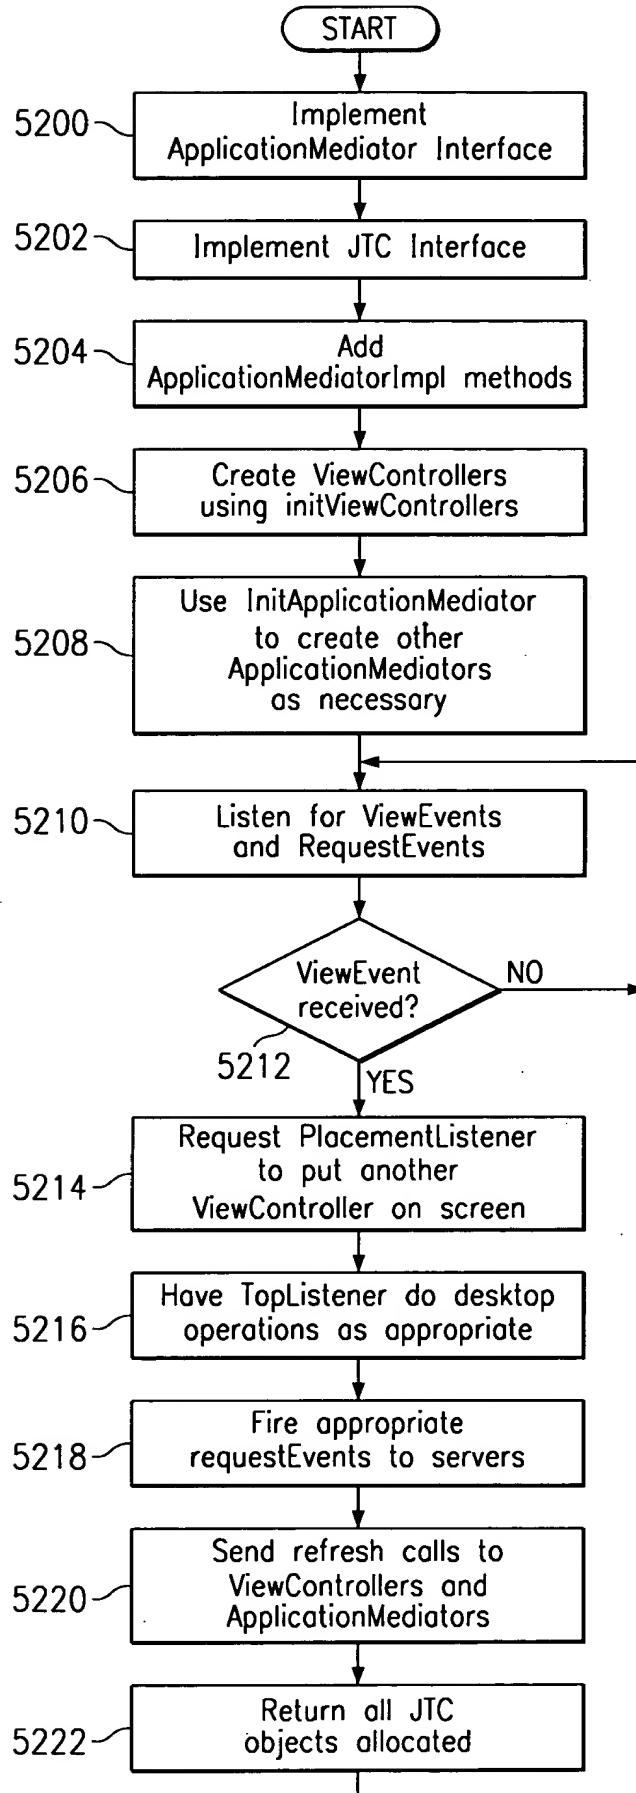 START
5200
Implement
ApplicationMediator Interface
5202
Implement JTC Interface
5204
Add
ApplicationMediatorImpl methods
5206
Create ViewControllers
using initViewControllers
5208
Use InitApplicationMediator
to create other
ApplicationMediators
as necessary
5210
Listen for ViewEvents
and RequestEvents
ViewEvent
received?
NO
5212
YES
5214
Request PlacementListener
to put another
ViewController on screen
5216
Have TopListener do desktop
operations as appropriate
5218
Fire appropriate
requestEvents to servers
5220
Send refresh calls to
ViewControllers and
ApplicationMediators
5222
Return all JTC
objects allocated